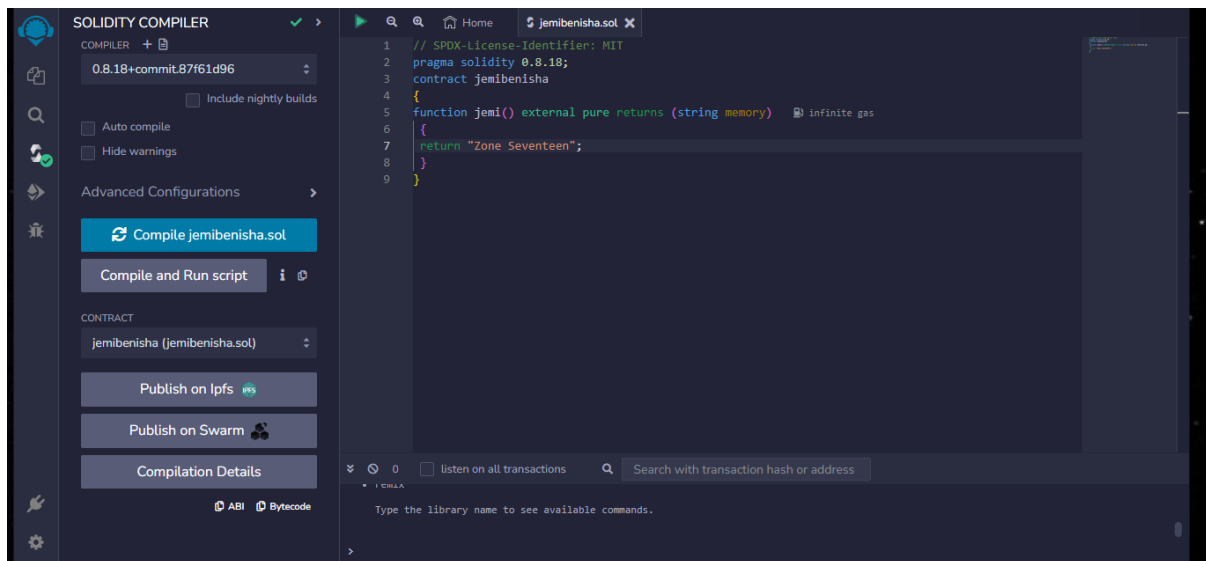 SOLIDITY COMPILER
COMPILER
0.8.18+commit.87f61d96
Include nightly builds
Auto compile
Hide warnings
Advanced Configurations
Compile jemibenisha.sol
Compile and Run script
i
CONTRACT
jemibenisha (jemibenisha.sol)
Publish on Ipfs IPFS
Publish on Swarm
Compilation Details
ABI Bytecode
Home jemibenisha.sol
1 // SPDX-License-Identifier: MIT
2 pragma solidity 0.8.18;
3 contract jemibenisha
4 {
5 function jemi() external pure returns (string memory) infinite gas
6 {
7 return "Zone Seventeen";
8 }
9 }
0 listen on all transactions Search with transaction hash or address
remix
Type the library name to see available commands.
>